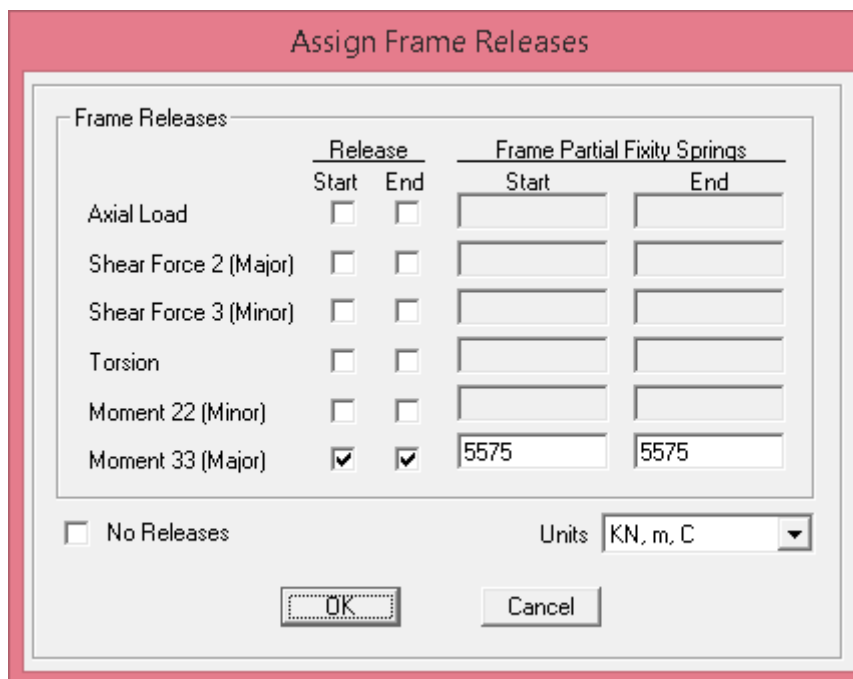 Assign Frame Releases
Frame Releases
Release Frame Partial Fixity Springs
Start End Start End
Axial Load
Shear Force 2 (Major)
Shear Force 3 (Minor)
Torsion
Moment 22 (Minor)
Moment 33 (Major) 5575 5575
No Releases Units KN, m, C
OK Cancel